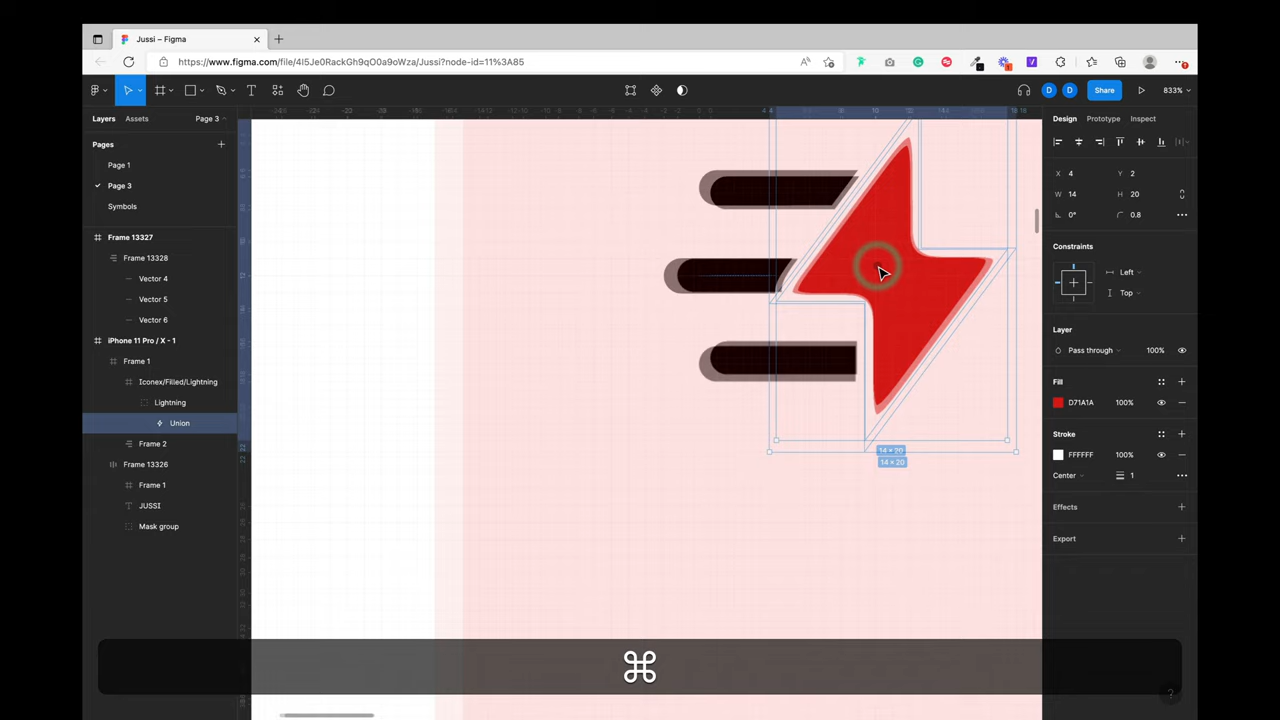 Jussi – Figma
https://www.figma.com/file/4l5Je0RackGh9qO0a9oWza/Jussi?node-id=11%3A85
D D Share 833%
Layers Assets Page 3
Design Prototype Inspect
Pages
Page 1
Page 3
Symbols
Frame 13327
Frame 13328
Vector 4
Vector 5
Vector 6
iPhone 11 Pro / X - 1
Frame 1
Iconex/Filled/Lightning
Lightning
Union
Frame 2
Frame 13326
Frame 1
JUSSI
Mask group
14 × 20
14 × 20
X 4 Y 2
W 14 H 20
0° 0.8
Constraints
Left
Top
Layer
Pass through 100%
Fill
D71A1A 100%
Stroke
FFFFFF 100%
Center 1
Effects
Export
⌘
?